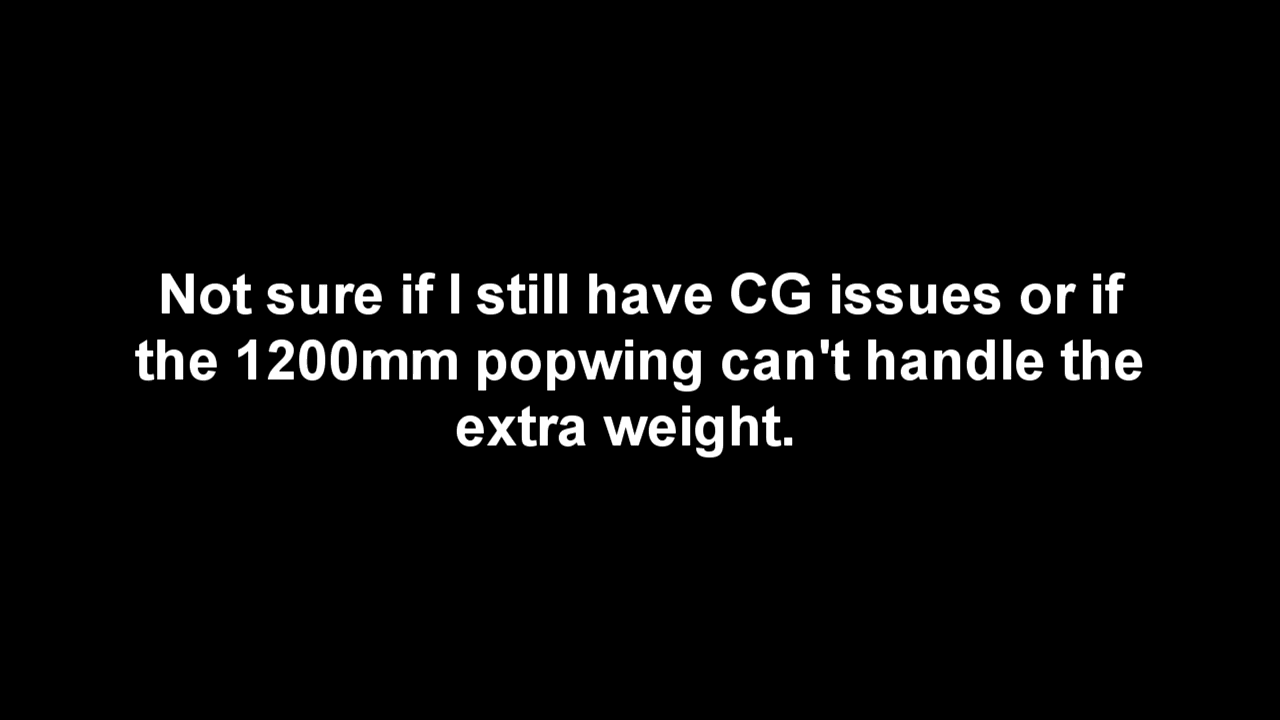 Not sure if I still have CG issues or if
the 1200mm popwing can't handle the
extra weight.